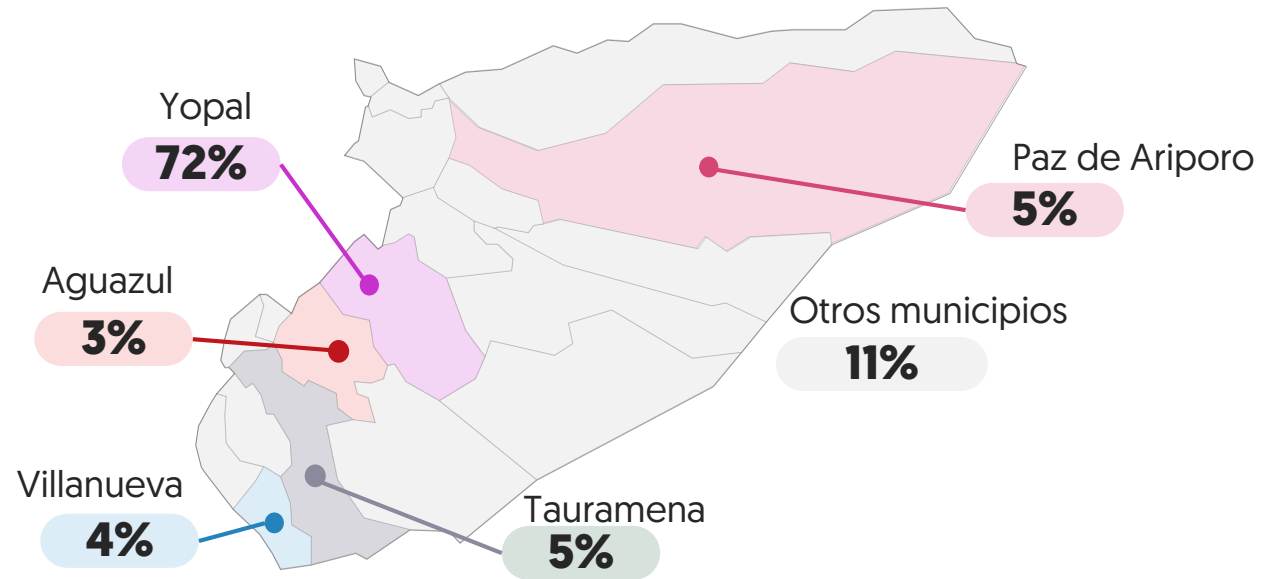 Yopal
72%
Paz de Ariporo
5%
Aguazul
3%
Otros municipios
11%
Villanueva
4%
Tauramena
5%